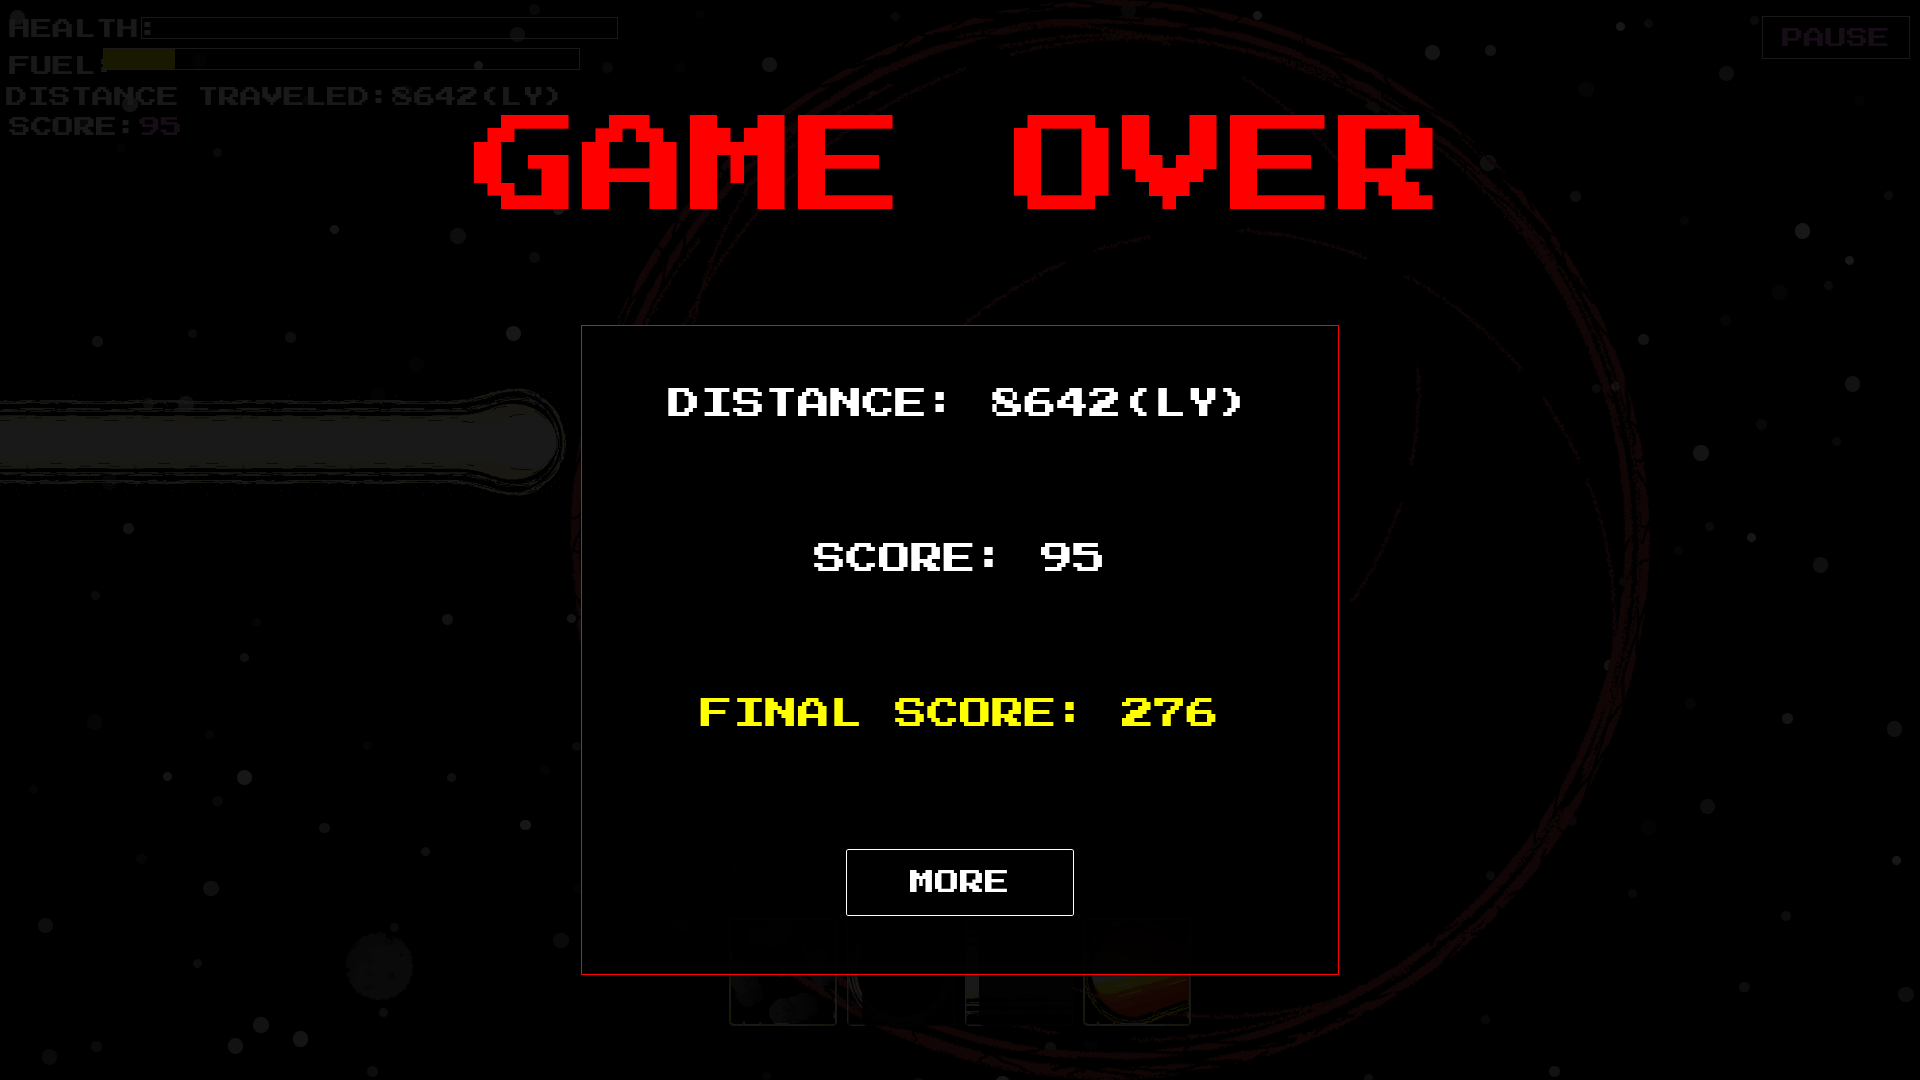 HEALTH:
FUEL:
DISTANCE TRAVELED:8642(LY)
SCORE:95
PAUSE
GAME OVER
DISTANCE: 8642(LY)
SCORE: 95
FINAL SCORE: 276
MORE